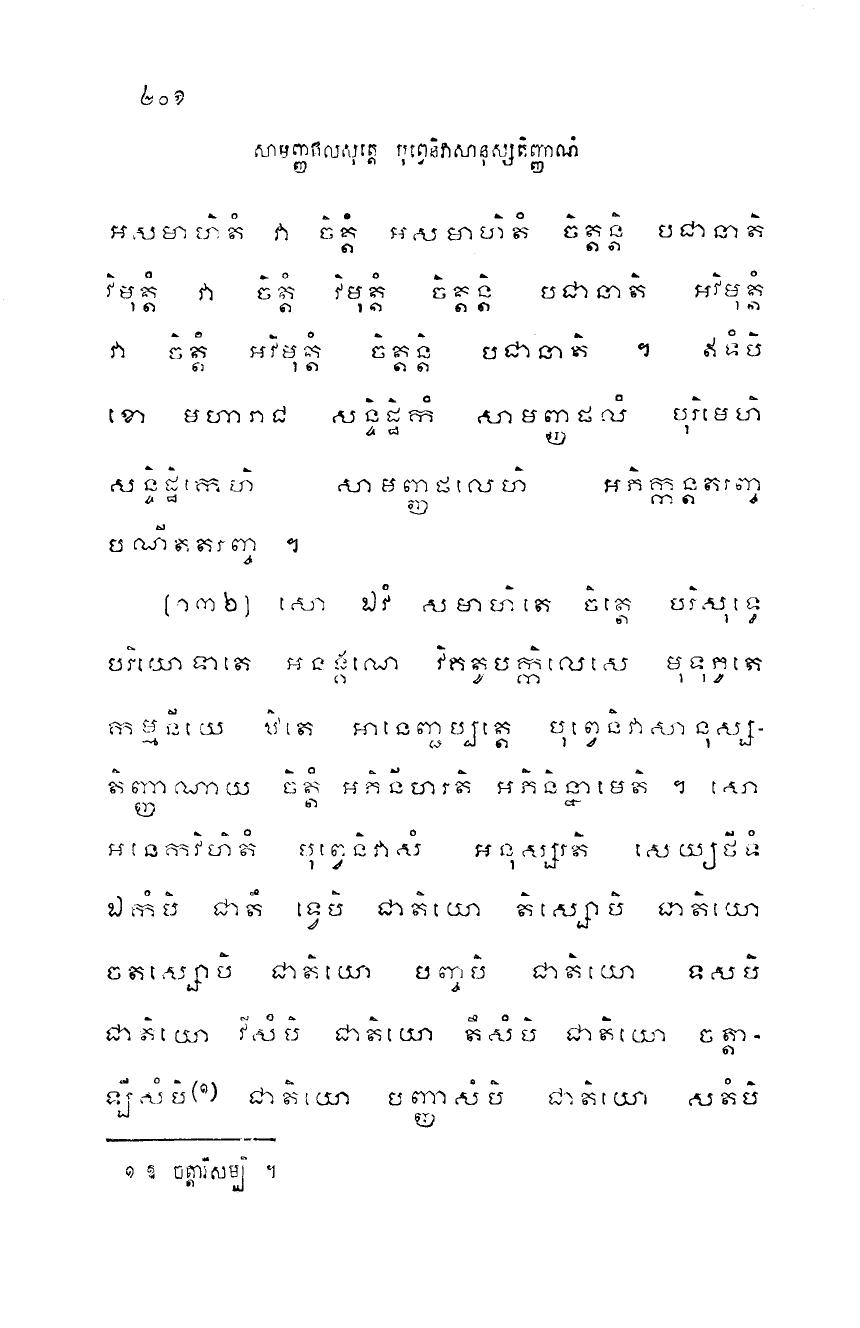 ២០១
សាមញ្ញផលសុត្តេ បុព្វេនិវាសានុស្សតិញ្ញាណំ
អសមាហិតំ វា ចិត្តំ អសមាហិតំ ចិត្តន្តិ បជានាតិ
វិមុត្តំ វា ចិត្តំ វិមុត្តំ ចិត្តន្តិ បជានាតិ អវិមុត្តំ
វា ចិត្តំ អវិមុត្តំ ចិត្តន្តិ បជានាតិ ។ ឥទំបិ
ខោ មហារាជ សន្ទិដ្ឋិកំ សាមញ្ញផលំ បុរិមេហិ
សន្ទិដ្ឋិកេហិ សាមញ្ញផលេហិ អភិក្កន្តតរញ្ច
បណីតតរញ្ច ។
[១៣២] សោ ឯវំ សមាហិតេ ចិត្តេ បរិសុទ្ធេ
បរិយោទាតេ អនង្គណេ វិគតូបក្កិលេសេ មុទុភូតេ
កម្មនីយេ ឋិតេ អានេញ្ជប្បត្តេ បុព្វេនិវាសានុស្ស-
តិញ្ញាណាយ ចិត្តំ អភិនីហរតិ អភិនិន្នាមេតិ ។ សោ
អនេកវិហិតំ បុព្វេនិវាសំ អនុស្សរតិ សេយ្យថីទំ
ឯកំបិ ជាតឹ ទ្វេបិ ជាតិយោ តិស្សោបិ ជាតិយោ
ចតស្សោបិ ជាតិយោ បញ្ចបិ ជាតិយោ ទសបិ
ជាតិយោ វីសំបិ ជាតិយោ តឹសំបិ ជាតិយោ ចត្តា-
ឡីសំបិ(១) ជាតិយោ បញ្ញាសំបិ ជាតិយោ សតំបិ
១ ឱ ចត្តារីសម្បិ ។